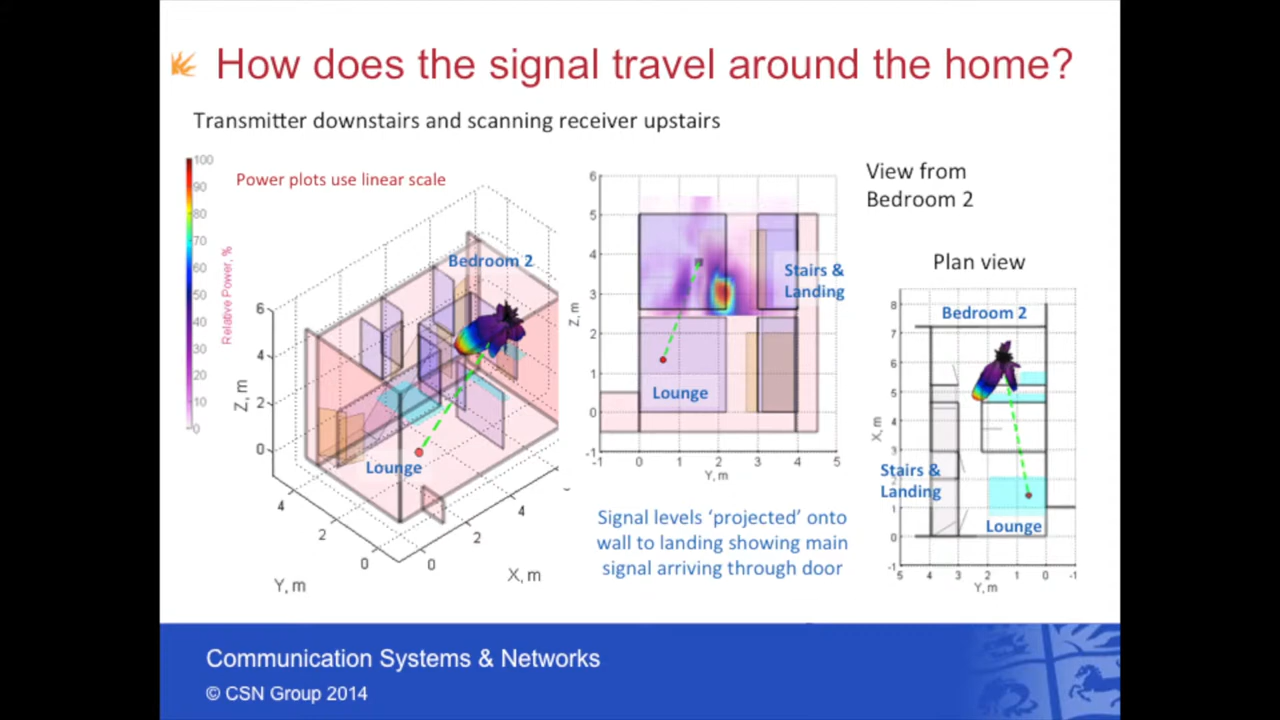 How does the signal travel around the home?
Transmitter downstairs and scanning receiver upstairs
100
90
80
70
60
50
40
30
20
10
0
Relative Power, %
Power plots use linear scale
Bedroom 2
Lounge
6
4
2
0
Z, m
4
2
0
Y, m
0
2
4
X, m
6
5
4
3
2
1
0
-1
Z, m
Stairs &
Landing
Lounge
-1 0 1 2 3 4 5
Y, m
Signal levels ‘projected’ onto
wall to landing showing main
signal arriving through door
View from
Bedroom 2
Plan view
8
7
6
5
4
3
2
1
0
-1
X, m
Bedroom 2
Stairs &
Landing
Lounge
5 4 3 2 1 0 -1
Y, m
Communication Systems & Networks
© CSN Group 2014